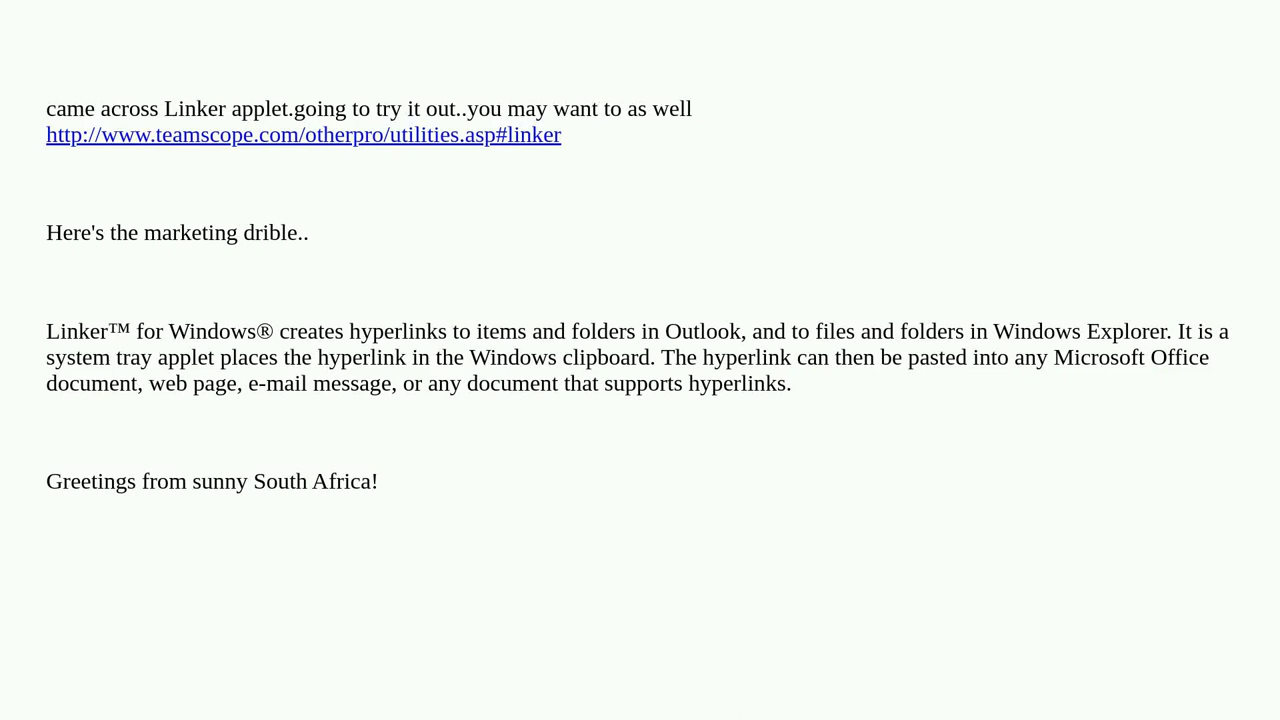 came across Linker applet.going to try it out..you may want to as well
http://www.teamscope.com/otherpro/utilities.asp#linker
Here's the marketing drible..
Linker™ for Windows® creates hyperlinks to items and folders in Outlook, and to files and folders in Windows Explorer. It is a
system tray applet places the hyperlink in the Windows clipboard. The hyperlink can then be pasted into any Microsoft Office
document, web page, e-mail message, or any document that supports hyperlinks.
Greetings from sunny South Africa!